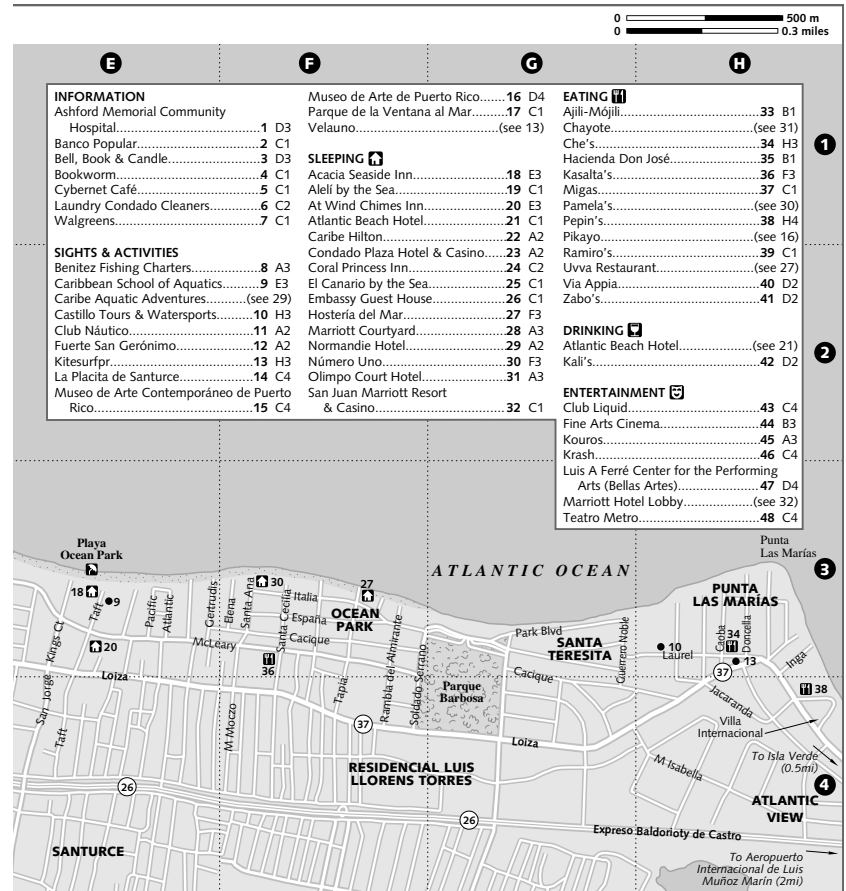 0 500 m
0 0.3 miles
E F G H
INFORMATION
Ashford Memorial Community
Hospital....................................1 D3
Banco Popular.................................2 C1
Bell, Book & Candle.........................3 D3
Bookworm......................................4 C1
Cybernet Café.................................5 C1
Laundry Condado Cleaners..............6 C2
Walgreens.......................................7 C1
SIGHTS & ACTIVITIES
Benitez Fishing Charters...................8 A3
Caribbean School of Aquatics...........9 E3
Caribe Aquatic Adventures.........(see 29)
Castillo Tours & Watersports..........10 H3
Club Náutico.................................11 A2
Fuerte San Gerónimo.....................12 A2
Kitesurfpr......................................13 H3
La Placita de Santurce....................14 C4
Museo de Arte Contemporáneo de Puerto
Rico.........................................15 C4
Museo de Arte de Puerto Rico.......16 D4
Parque de la Ventana al Mar..........17 C1
Velauno....................................(see 13)
SLEEPING
Acacia Seaside Inn.........................18 E3
Alelí by the Sea..............................19 C1
At Wind Chimes Inn......................20 E3
Atlantic Beach Hotel......................21 C1
Caribe Hilton.................................22 A2
Condado Plaza Hotel & Casino......23 A2
Coral Princess Inn..........................24 C2
El Canario by the Sea.....................25 C1
Embassy Guest House....................26 C1
Hostería del Mar............................27 F3
Marriott Courtyard........................28 A3
Normandie Hotel...........................29 A2
Número Uno.................................30 F3
Olimpo Court Hotel.......................31 A3
San Juan Marriott Resort
& Casino..................................32 C1
EATING
Ajili-Mójili.....................................33 B1
Chayote....................................(see 31)
Che's.............................................34 H3
Hacienda Don José........................35 B1
Kasalta's........................................36 F3
Migas............................................37 C1
Pamela's...................................(see 30)
Pepin's..........................................38 H4
Pikayo......................................(see 16)
Ramiro's........................................39 C1
Uvva Restaurant........................(see 27)
Via Appia......................................40 D2
Zabo's...........................................41 D2
DRINKING
Atlantic Beach Hotel..................(see 21)
Kali's.............................................42 D2
ENTERTAINMENT
Club Liquid...................................43 C4
Fine Arts Cinema...........................44 B3
Kouros..........................................45 A3
Krash............................................46 C4
Luis A Ferré Center for the Performing
Arts (Bellas Artes).....................47 D4
Marriott Hotel Lobby.................(see 32)
Teatro Metro.................................48 C4
1
2
3
4
Playa
Ocean Park
ATLANTIC OCEAN
Punta
Las Marías
PUNTA
LAS MARÍAS
18
9
Taft
Kings Ct
20
Pacific
Atlantic
Gertrudis
Elena
Santa Ana
30
Santa Cecilia
Italia
España
Cacique
27
OCEAN
PARK
McLeary
36
Park Blvd
SANTA
TERESITA
Guerrero Noble
10
Laurel
Caoba
34
Doncella
13
37
Inga
Loiza
San Jorge
Taft
M Moczo
Tapia
Rambla del Almirante
Soldado Serrano
Parque
Barbosa
Cacique
Jacaranda
38
Villa
Internacional
37
Loiza
M Isabella
To Isla Verde
(0.5mi)
RESIDENCIAL LUIS
LLORENS TORRES
26
26
ATLANTIC
VIEW
Expreso Baldorioty de Castro
SANTURCE
To Aeropuerto
Internacional de Luis
Muñoz Marín (2mi)